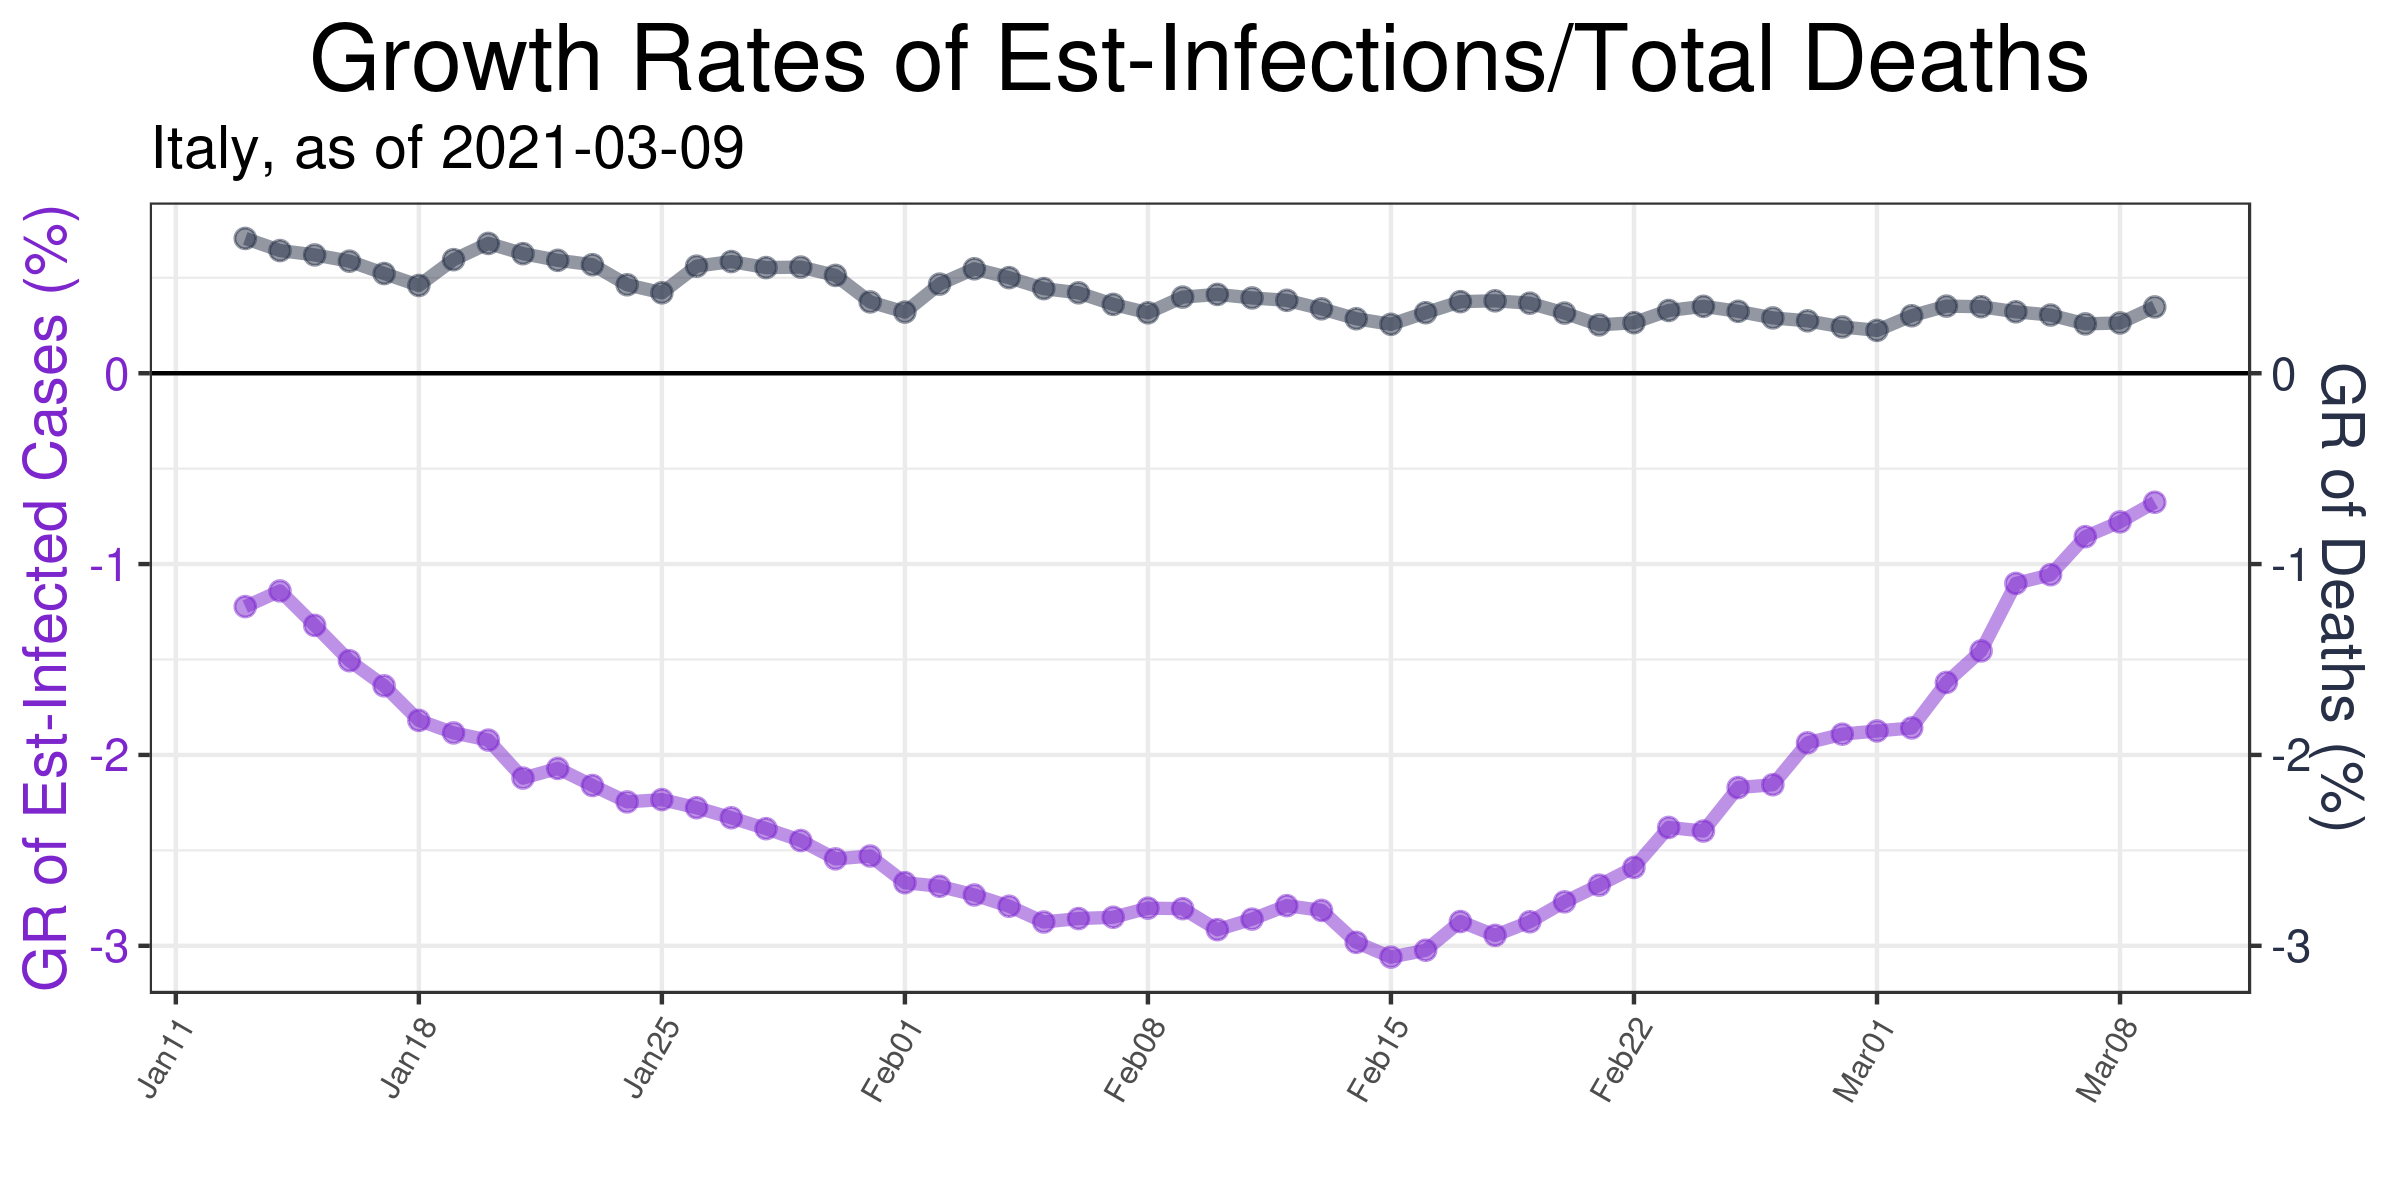 Growth Rates of Est-Infections/Total Deaths
Italy, as of 2021-03-09
GR of Est-Infected Cases (%)
0
-1
-2
-3
0
-1
-2
-3
GR of Deaths (%)
Jan11
Jan18
Jan25
Feb01
Feb08
Feb15
Feb22
Mar01
Mar08